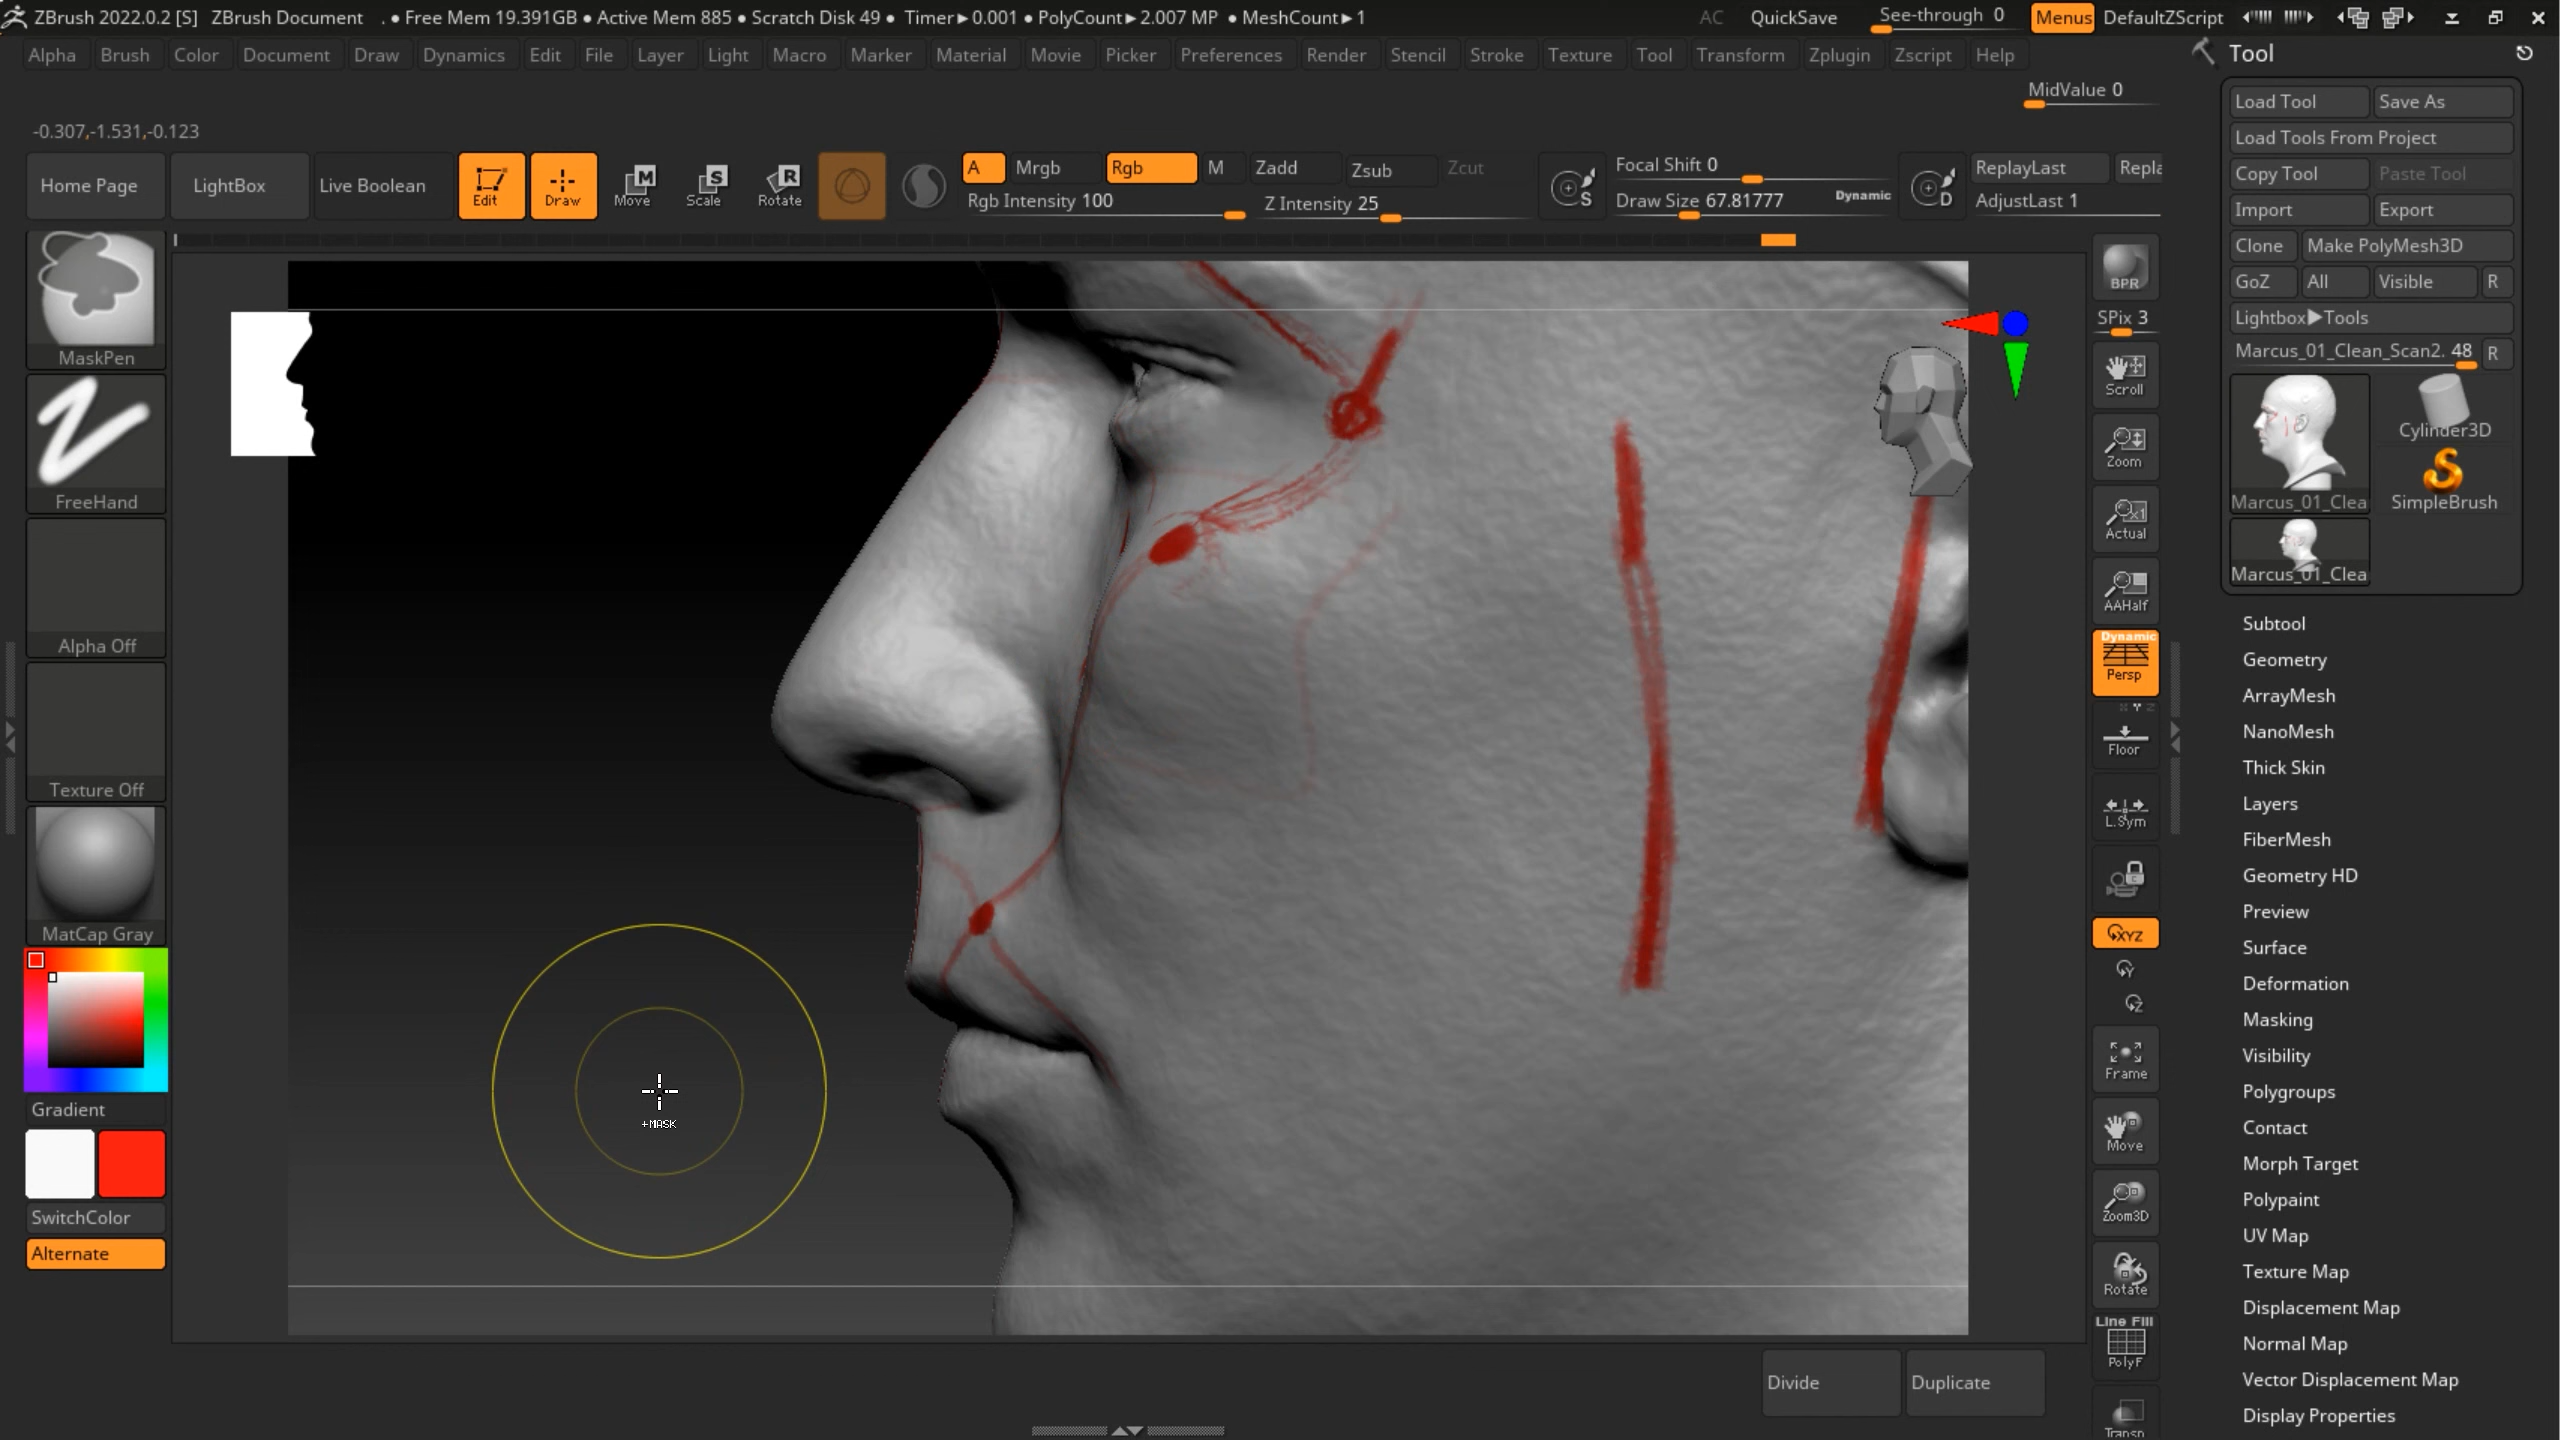 ZBrush 2022.0.2 [S] ZBrush Document . ● Free Mem 19.391GB ● Active Mem 885 ● Scratch Disk 49 ● Timer►0.001 ● PolyCount►2.007 MP ● MeshCount►1 AC QuickSave See-through 0 Menus DefaultZScript
Alpha Brush Color Document Draw Dynamics Edit File Layer Light Macro Marker Material Movie Picker Preferences Render Stencil Stroke Texture Tool Transform Zplugin Zscript Help
MidValue 0
-0.307,-1.531,-0.123
Home Page LightBox Live Boolean Edit Draw Move Scale Rotate
M S R
A Mrgb Rgb M Zadd Zsub Zcut
Rgb Intensity 100 Z Intensity 25
S Focal Shift 0
Draw Size 67.81777 Dynamic
D ReplayLast Repla
AdjustLast 1
MaskPen
FreeHand
Alpha Off
Texture Off
MatCap Gray
Gradient
SwitchColor
Alternate
+MASK
BPR
SPix 3
Scroll
Zoom
Actual
AAHalf
Dynamic
Persp
Floor
L.Sym
XYZ
Y
Z
Frame
Move
Zoom3D
Rotate
Line Fill
PolyF
Transp
Divide Duplicate
Tool
Load Tool Save As
Load Tools From Project
Copy Tool Paste Tool
Import Export
Clone Make PolyMesh3D
GoZ All Visible R
Lightbox►Tools
Marcus_01_Clean_Scan2. 48 R
Cylinder3D
Marcus_01_Clea SimpleBrush
Marcus_01_Clea
Subtool
Geometry
ArrayMesh
NanoMesh
Thick Skin
Layers
FiberMesh
Geometry HD
Preview
Surface
Deformation
Masking
Visibility
Polygroups
Contact
Morph Target
Polypaint
UV Map
Texture Map
Displacement Map
Normal Map
Vector Displacement Map
Display Properties